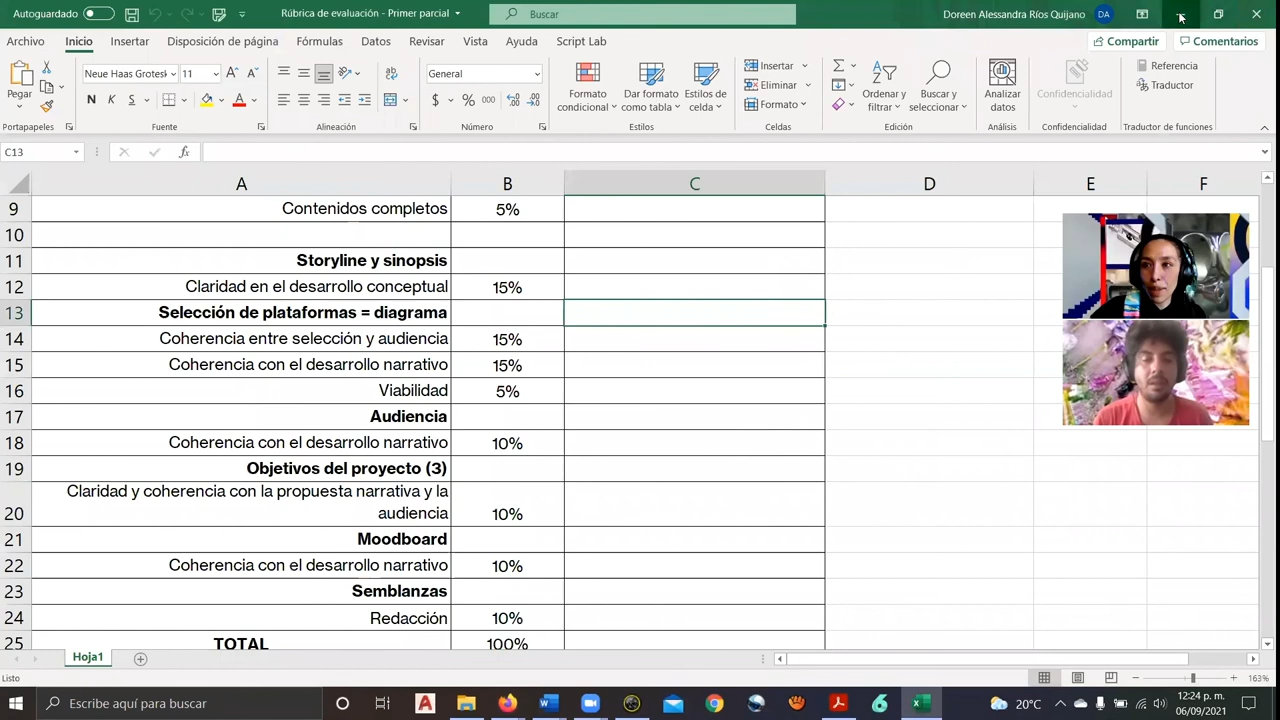 Autoguardado
Rúbrica de evaluación - Primer parcial
Buscar
Doreen Alessandra Ríos Quijano
DA
Archivo Inicio Insertar Disposición de página Fórmulas Datos Revisar Vista Ayuda Script Lab
Compartir Comentarios
Pegar
Neue Haas Grotesk 11
N K S
General
$ % 000
Formato condicional
Dar formato como tabla
Estilos de celda
Insertar
Eliminar
Formato
Ordenar y filtrar
Buscar y seleccionar
Analizar datos
Confidencialidad
Referencia
Traductor
Portapapeles Fuente Alineación Número Estilos Celdas Edición Análisis Confidencialidad Traductor de funciones
C13 fx
A B C D E F
9 Contenidos completos 5%
10
11 Storyline y sinopsis
12 Claridad en el desarrollo conceptual 15%
13 Selección de plataformas = diagrama
14 Coherencia entre selección y audiencia 15%
15 Coherencia con el desarrollo narrativo 15%
16 Viabilidad 5%
17 Audiencia
18 Coherencia con el desarrollo narrativo 10%
19 Objetivos del proyecto (3)
Claridad y coherencia con la propuesta narrativa y la
20 audiencia 10%
21 Moodboard
22 Coherencia con el desarrollo narrativo 10%
23 Semblanzas
24 Redacción 10%
25 TOTAL 100%
Hoja1
Listo
163%
Escribe aquí para buscar
20°C
12:24 p. m.
06/09/2021